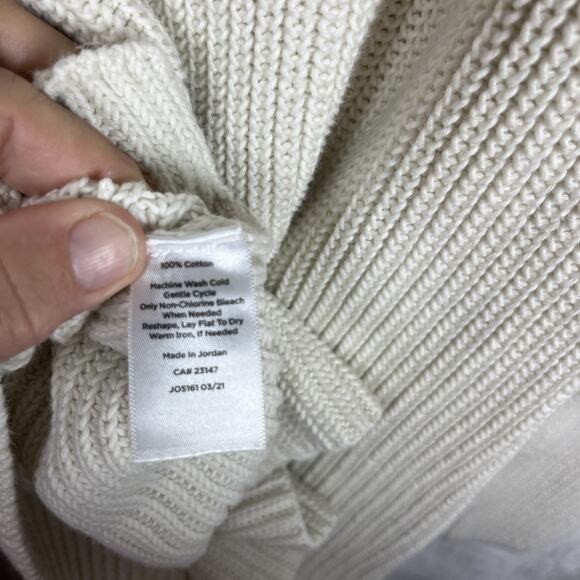 100% Cotton
Machine Wash Cold
Gentle Cycle
Only Non-Chlorine Bleach
When Needed
Reshape, Lay Flat To Dry
Warm Iron, If Needed
Made in Jordan
CA# 23147
JO5161 03/21